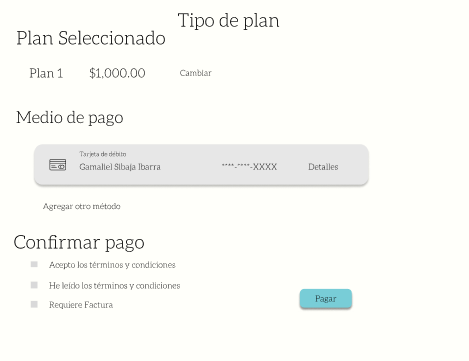 Tipo de plan
Plan Seleccionado
Plan 1 $1,000.00 Cambiar
Medio de pago
Tarjeta de débito
Gamaliel Sibaja Ibarra ****-****-XXXX Detalles
Agregar otro método
Confirmar pago
Acepto los términos y condiciones
He leído los términos y condiciones
Requiere Factura
Pagar